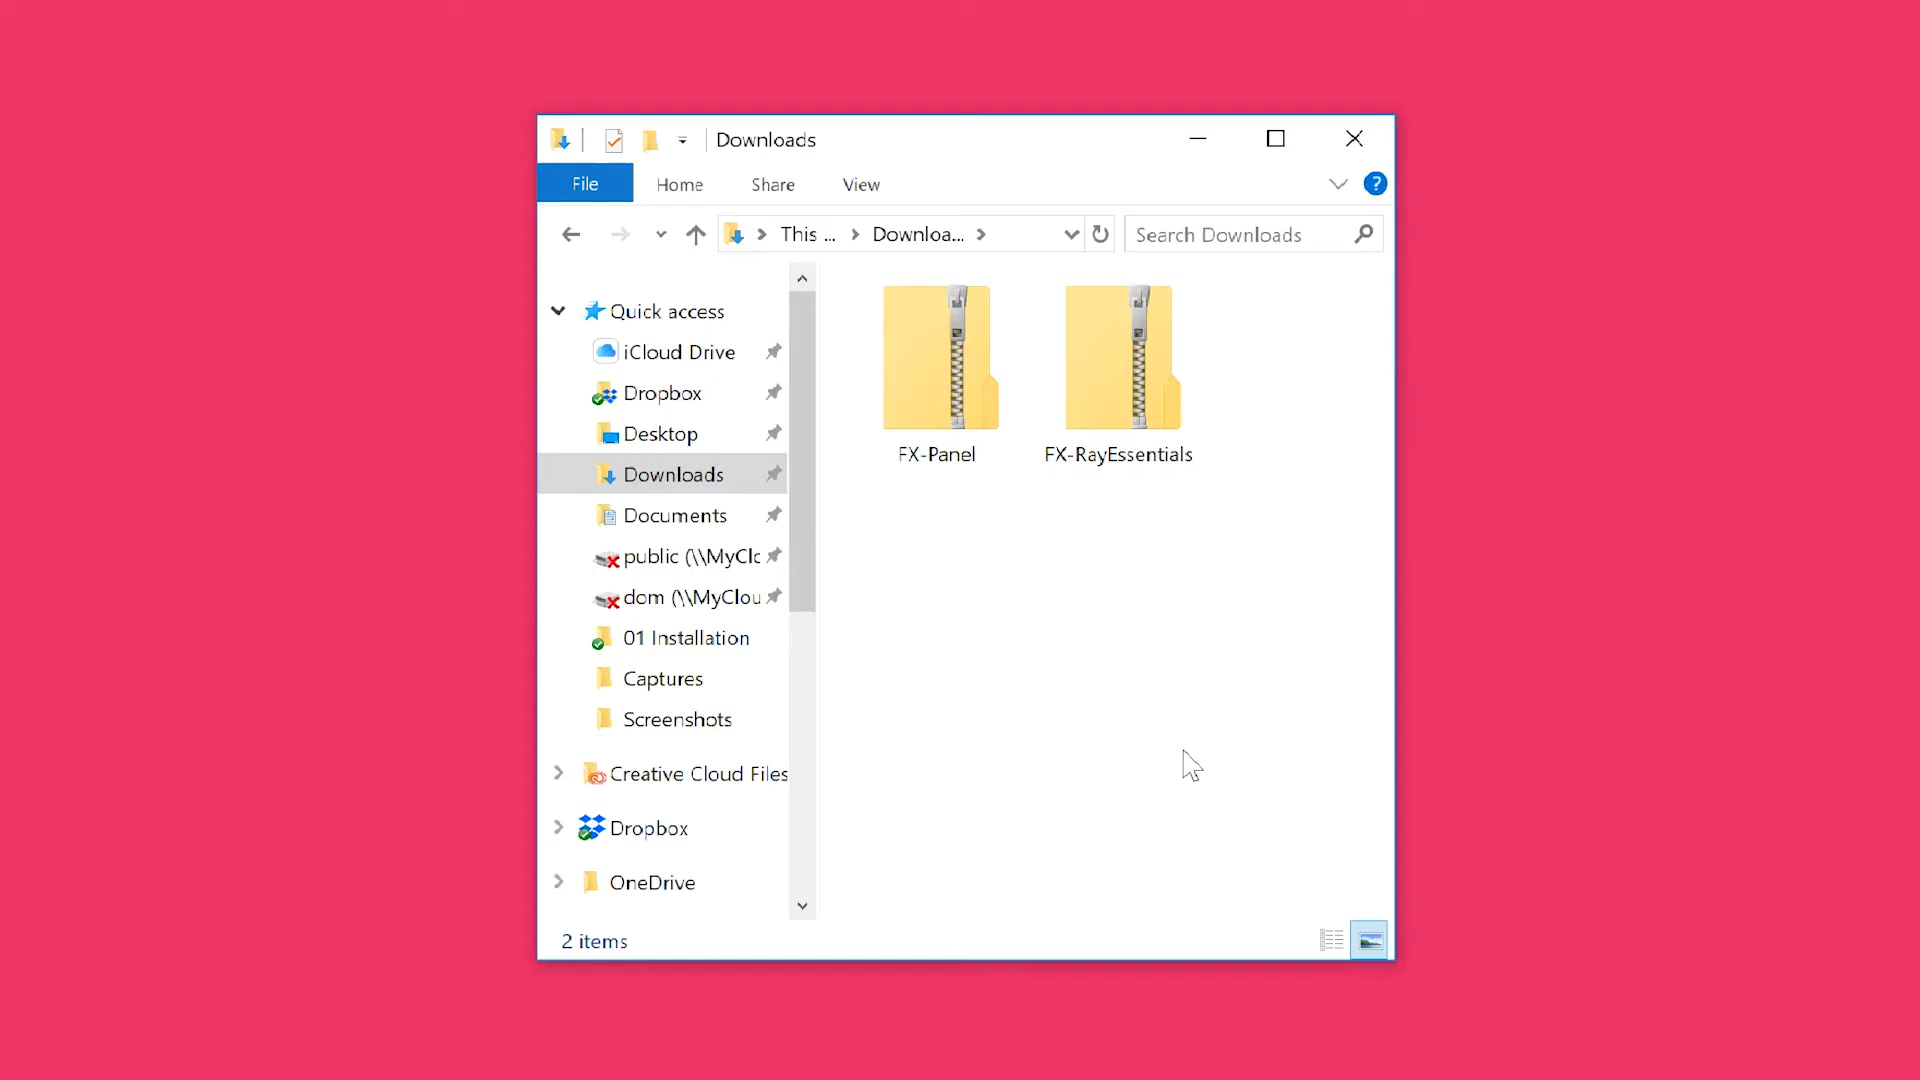 Downloads
File Home Share View
?
This ... Downloa... Search Downloads
Quick access
iCloud Drive
Dropbox
Desktop
Downloads
Documents
public (\\MyClc
dom (\\MyClou
01 Installation
Captures
Screenshots
Creative Cloud Files
Dropbox
OneDrive
FX-Panel
FX-RayEssentials
2 items